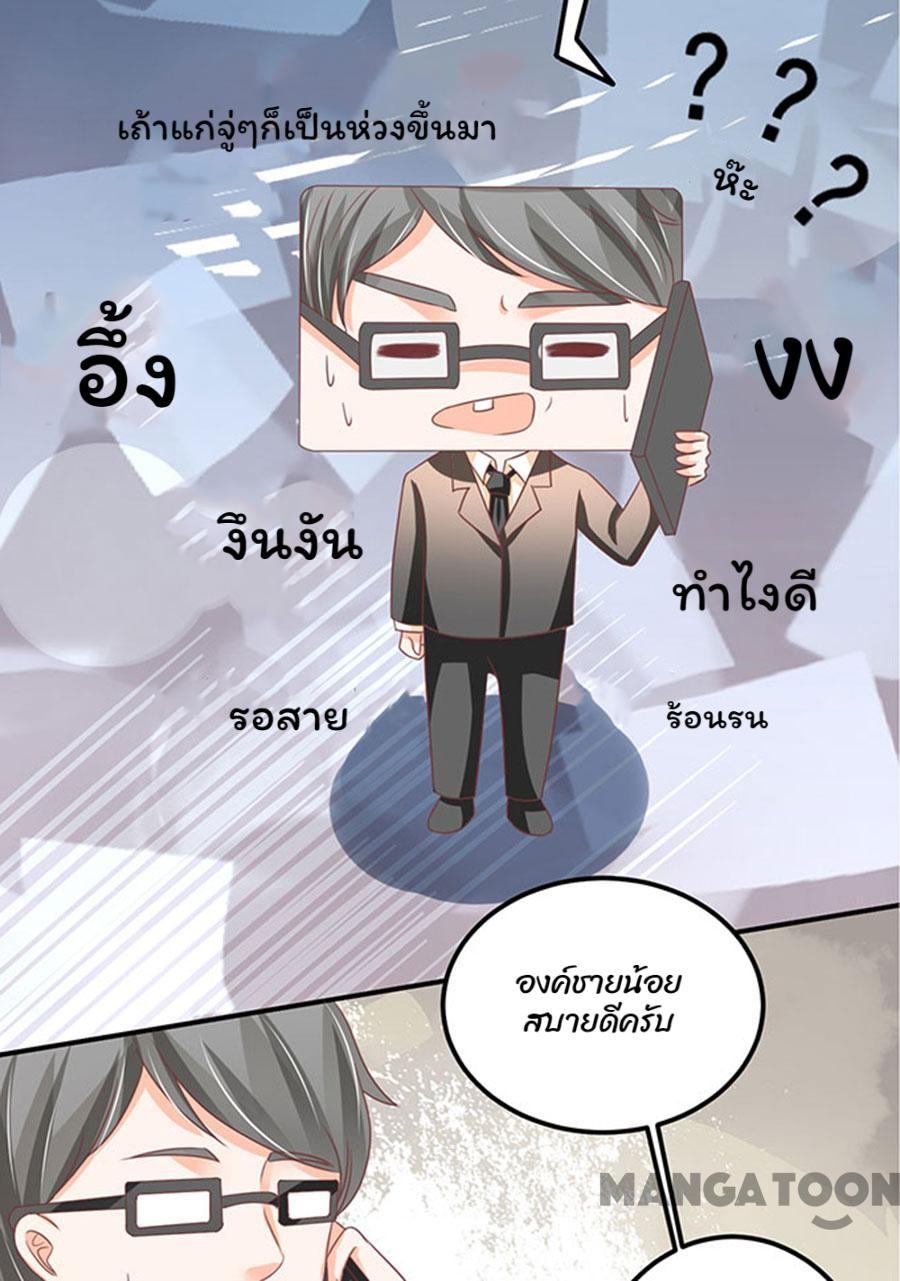 ? ? ?
เถ้าแก่จู่ๆก็เป็นห่วงขึ้นมา
ห๊ะ
อึ้ง
งง
งึนงัน
ทำไงดี
รอสาย
ร้อนรน
องค์ชายน้อย
สบายดีครับ
MANGATOON